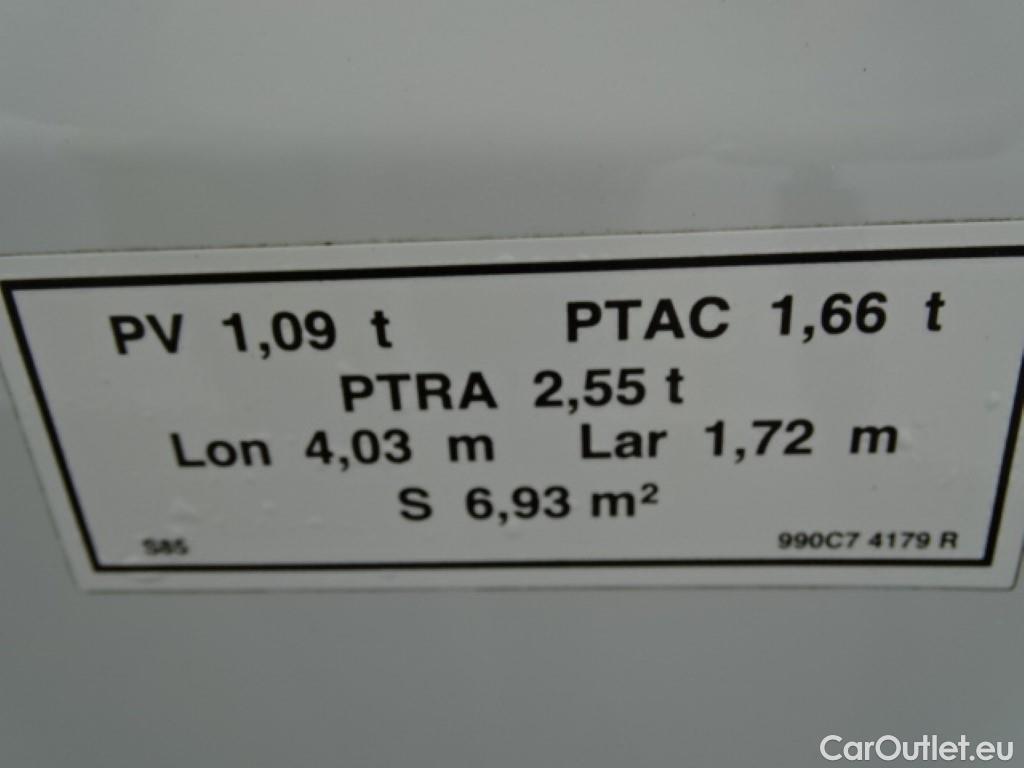 PV 1,09 t PTAC 1,66 t
PTRA 2,55 t
Lon 4,03 m Lar 1,72 m
S 6,93 m²
S85 990C7 4179 R
CarOutlet.eu